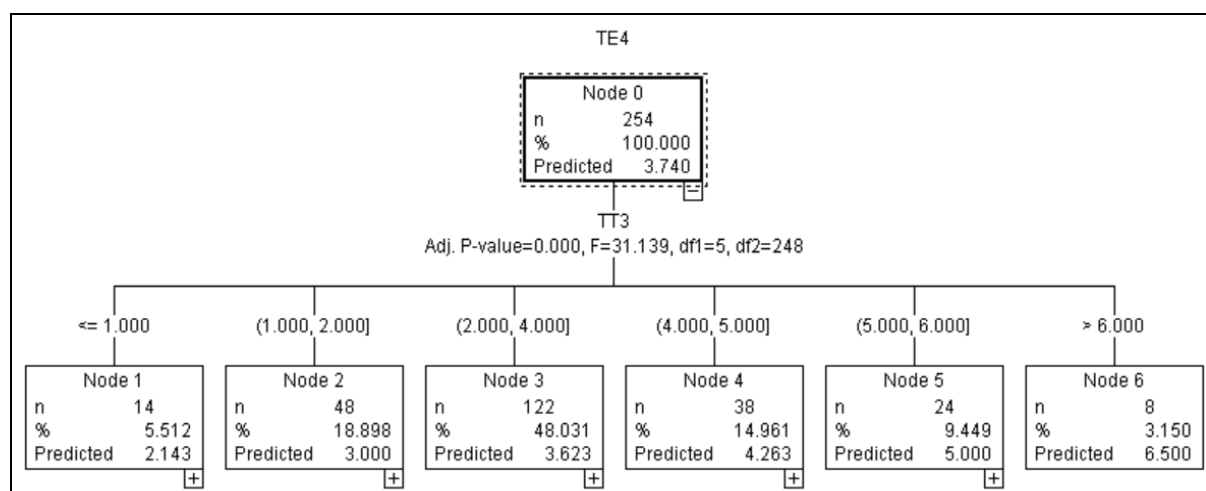 TE4
Node 0
n 254
% 100.000
Predicted 3.740
TT3
Adj. P-value=0.000, F=31.139, df1=5, df2=248
<= 1.000
(1.000, 2.000]
(2.000, 4.000]
(4.000, 5.000]
(5.000, 6.000]
> 6.000
Node 1
n 14
% 5.512
Predicted 2.143
Node 2
n 48
% 18.898
Predicted 3.000
Node 3
n 122
% 48.031
Predicted 3.623
Node 4
n 38
% 14.961
Predicted 4.263
Node 5
n 24
% 9.449
Predicted 5.000
Node 6
n 8
% 3.150
Predicted 6.500